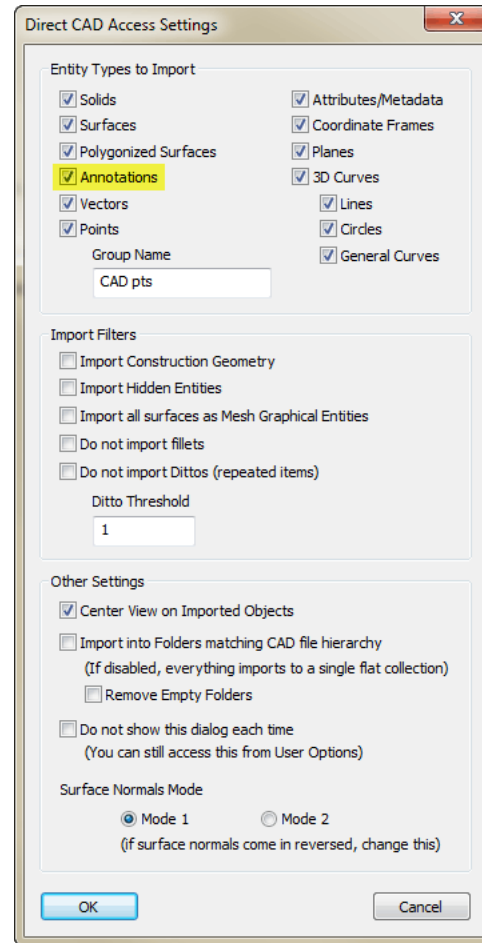 Direct CAD Access Settings
Entity Types to Import
Solids
Surfaces
Polygonized Surfaces
Annotations
Vectors
Points
Group Name
CAD pts
Attributes/Metadata
Coordinate Frames
Planes
3D Curves
Lines
Circles
General Curves
Import Filters
Import Construction Geometry
Import Hidden Entities
Import all surfaces as Mesh Graphical Entities
Do not import fillets
Do not import Dittos (repeated items)
Ditto Threshold
1
Other Settings
Center View on Imported Objects
Import into Folders matching CAD file hierarchy
(If disabled, everything imports to a single flat collection)
Remove Empty Folders
Do not show this dialog each time
(You can still access this from User Options)
Surface Normals Mode
Mode 1 Mode 2
(if surface normals come in reversed, change this)
OK Cancel